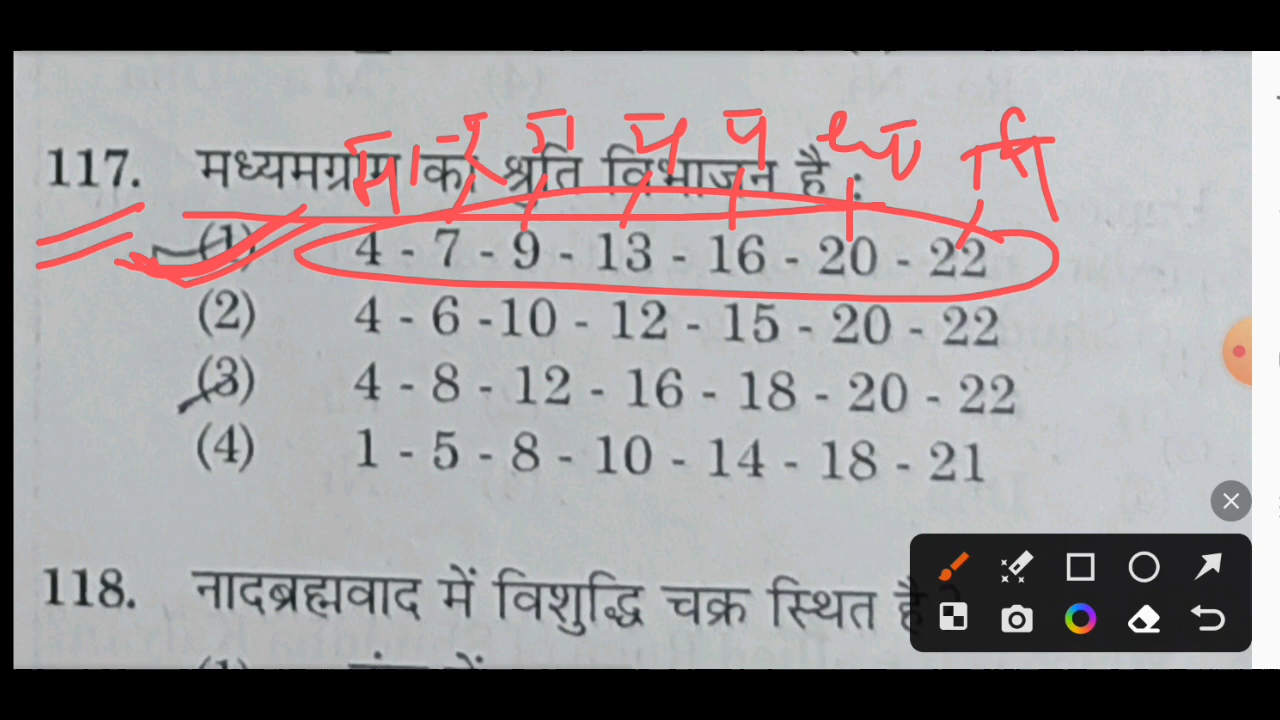 117. मध्यमग्राम का श्रुति विभाजन है :
सा रे ग म प ध नि
(1) 4 - 7 - 9 - 13 - 16 - 20 - 22
(2) 4 - 6 -10 - 12 - 15 - 20 - 22
(3) 4 - 8 - 12 - 16 - 18 - 20 - 22
(4) 1 - 5 - 8 - 10 - 14 - 18 - 21
118. नादब्रह्मवाद में विशुद्धि चक्र स्थित है